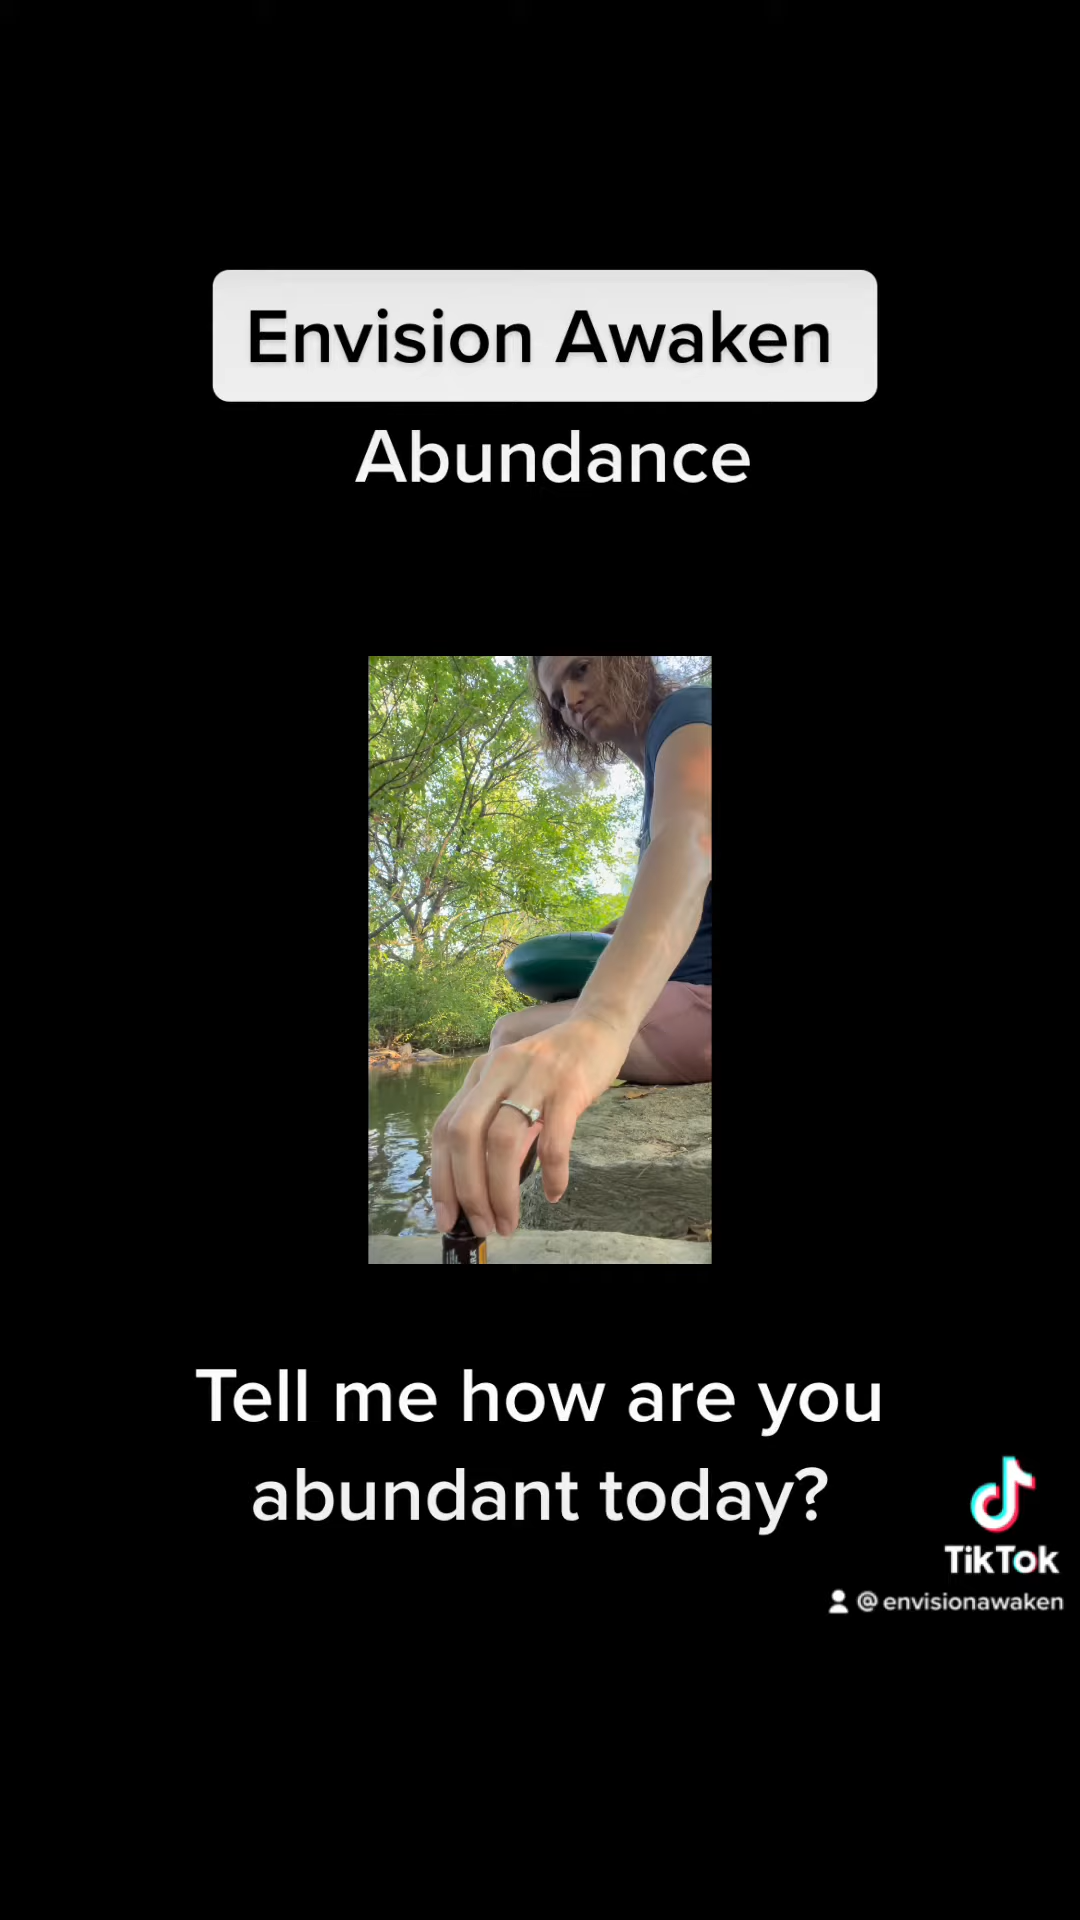 Envision Awaken
Abundance
Tell me how are you
abundant today?
TikTok
@envisionawaken